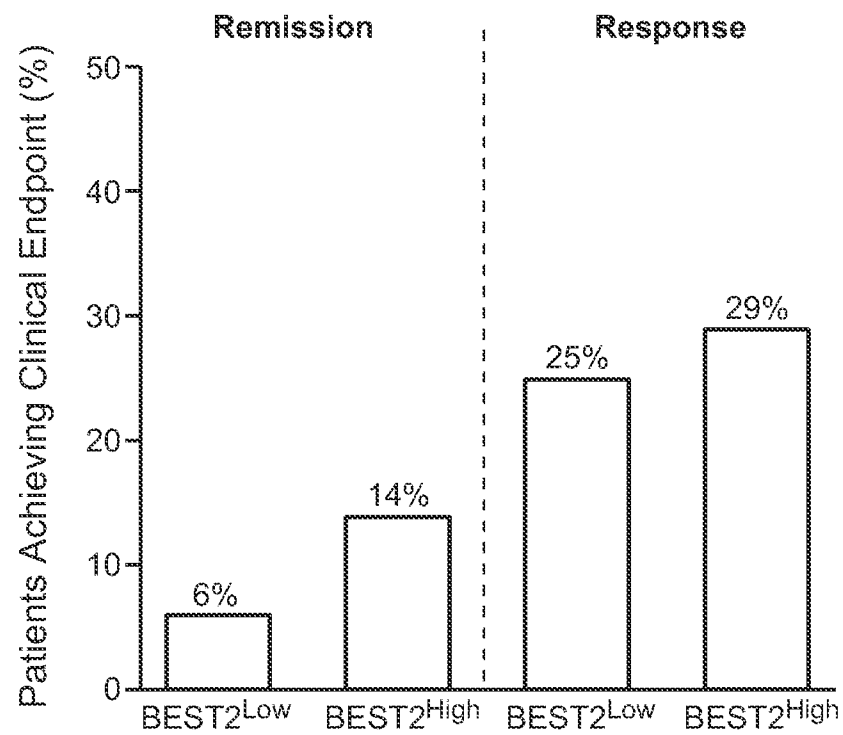 Remission
Response
Patients Achieving Clinical Endpoint (%)
50
40
30
20
10
0
6%
14%
25%
29%
BEST2Low
BEST2High
BEST2Low
BEST2High